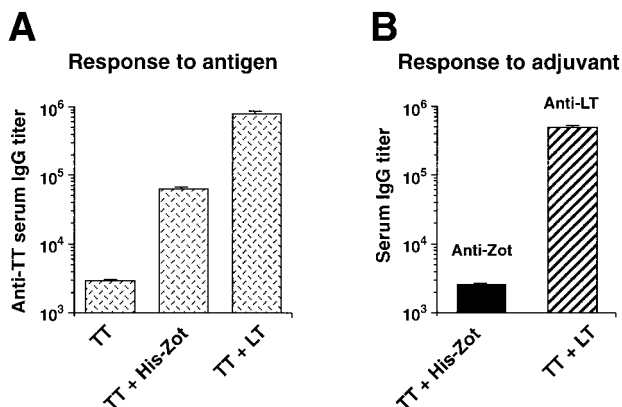 A
Response to antigen
Anti-TT serum IgG titer
10⁶
10⁵
10⁴
10³
TT
TT + His-Zot
TT + LT
B
Response to adjuvant
Serum IgG titer
10⁶
10⁵
10⁴
10³
Anti-Zot
Anti-LT
TT + His-Zot
TT + LT